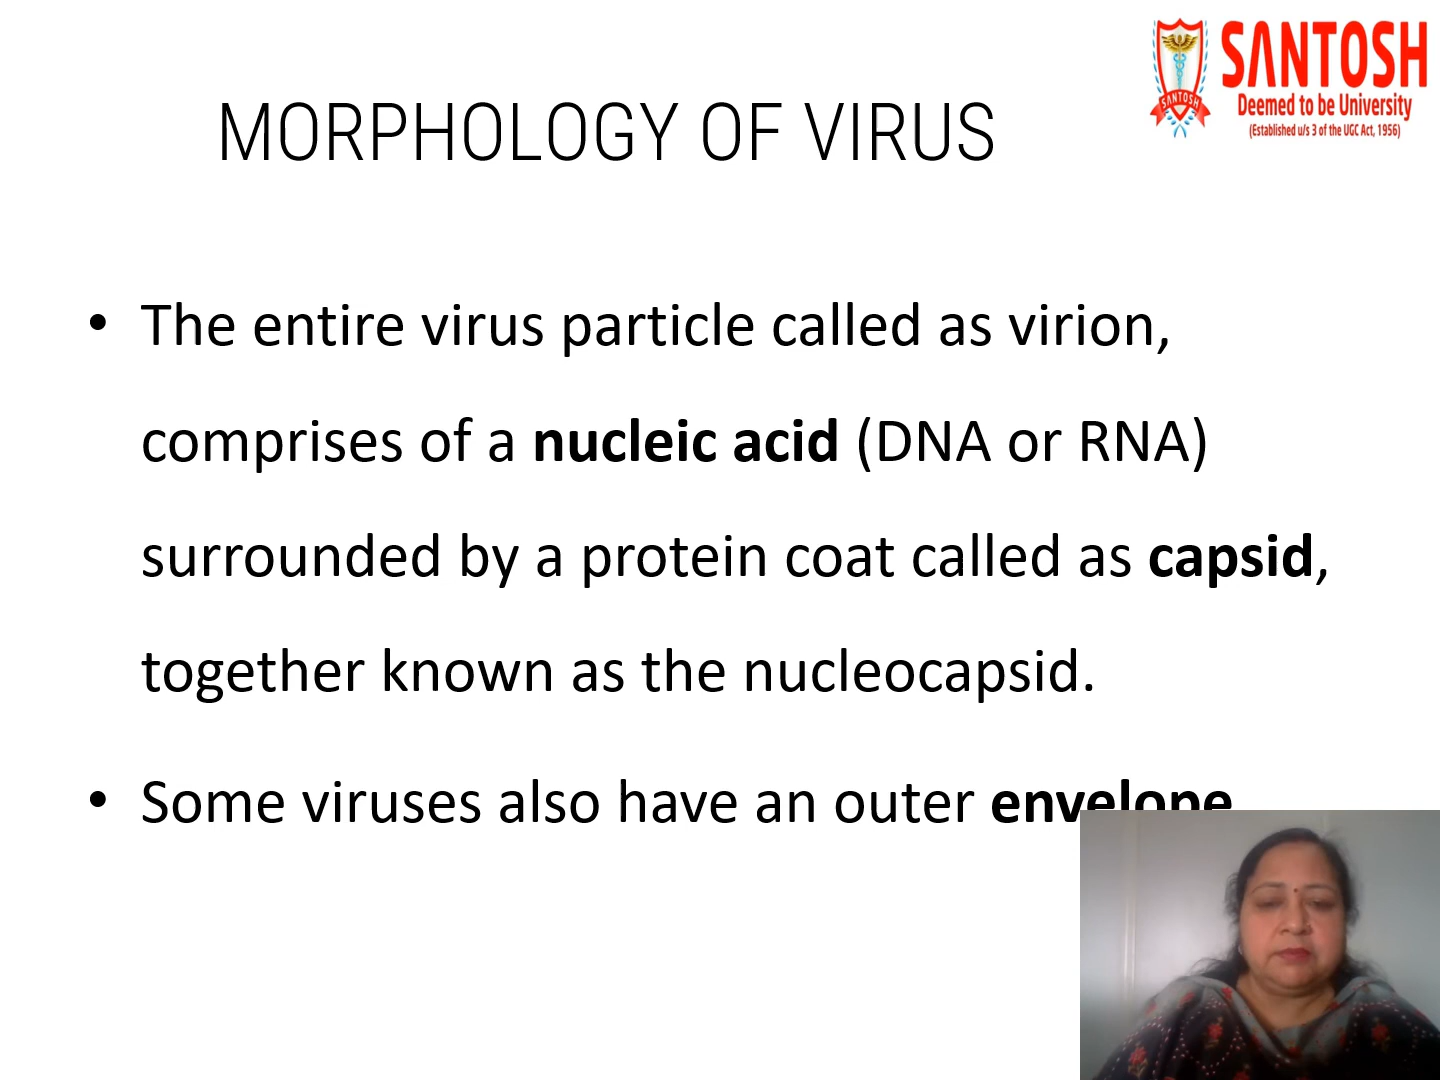 SANTOSH
Deemed to be University
(Established u/s 3 of the UGC Act, 1956)
SANTOSH
MORPHOLOGY OF VIRUS
• The entire virus particle called as virion,
comprises of a nucleic acid (DNA or RNA)
surrounded by a protein coat called as capsid,
together known as the nucleocapsid.
• Some viruses also have an outer envelope